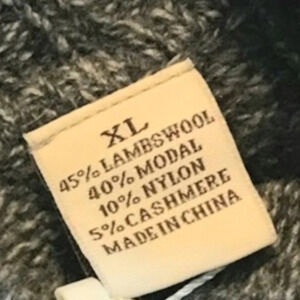 XL
45% LAMBSWOOL
40% MODAL
10% NYLON
5% CASHMERE
MADE IN CHINA